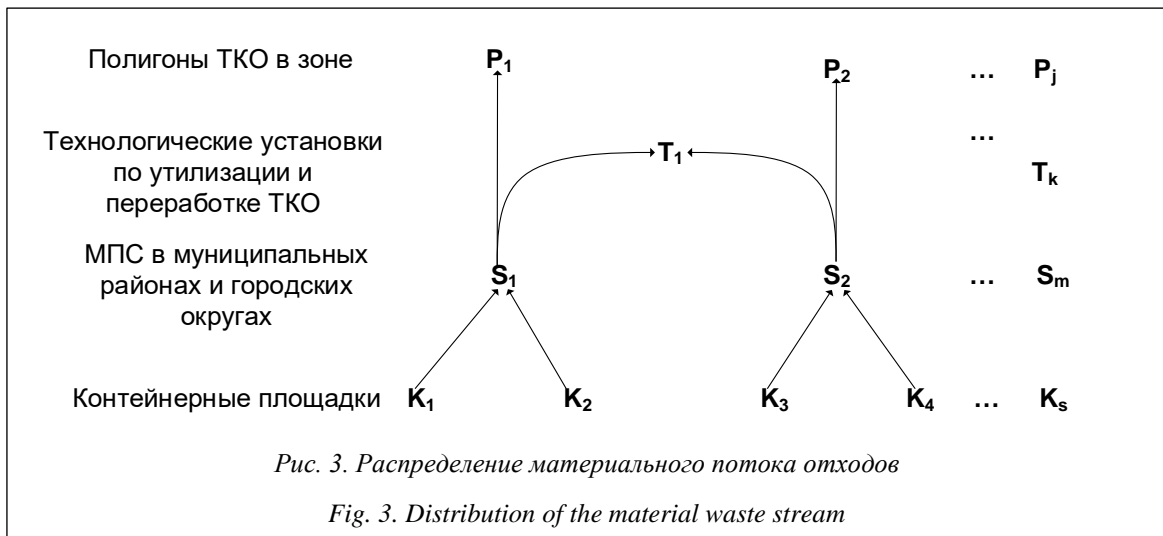 Полигоны ТКО в зоне P₁ P₂ ... Pⱼ
...
Технологические установки
по утилизации и
переработке ТКО T₁ Tₖ
МПС в муниципальных
районах и городских
округах S₁ S₂ ... Sₘ
Контейнерные площадки K₁ K₂ K₃ K₄ ... Kₛ
Рис. 3. Распределение материального потока отходов
Fig. 3. Distribution of the material waste stream